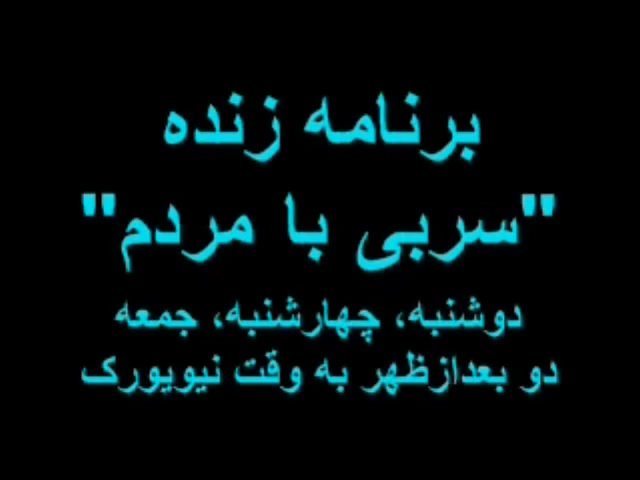 برنامه زنده
"سربی با مردم"
دوشنبه، چهارشنبه، جمعه
دو بعدازظهر به وقت نیویورک